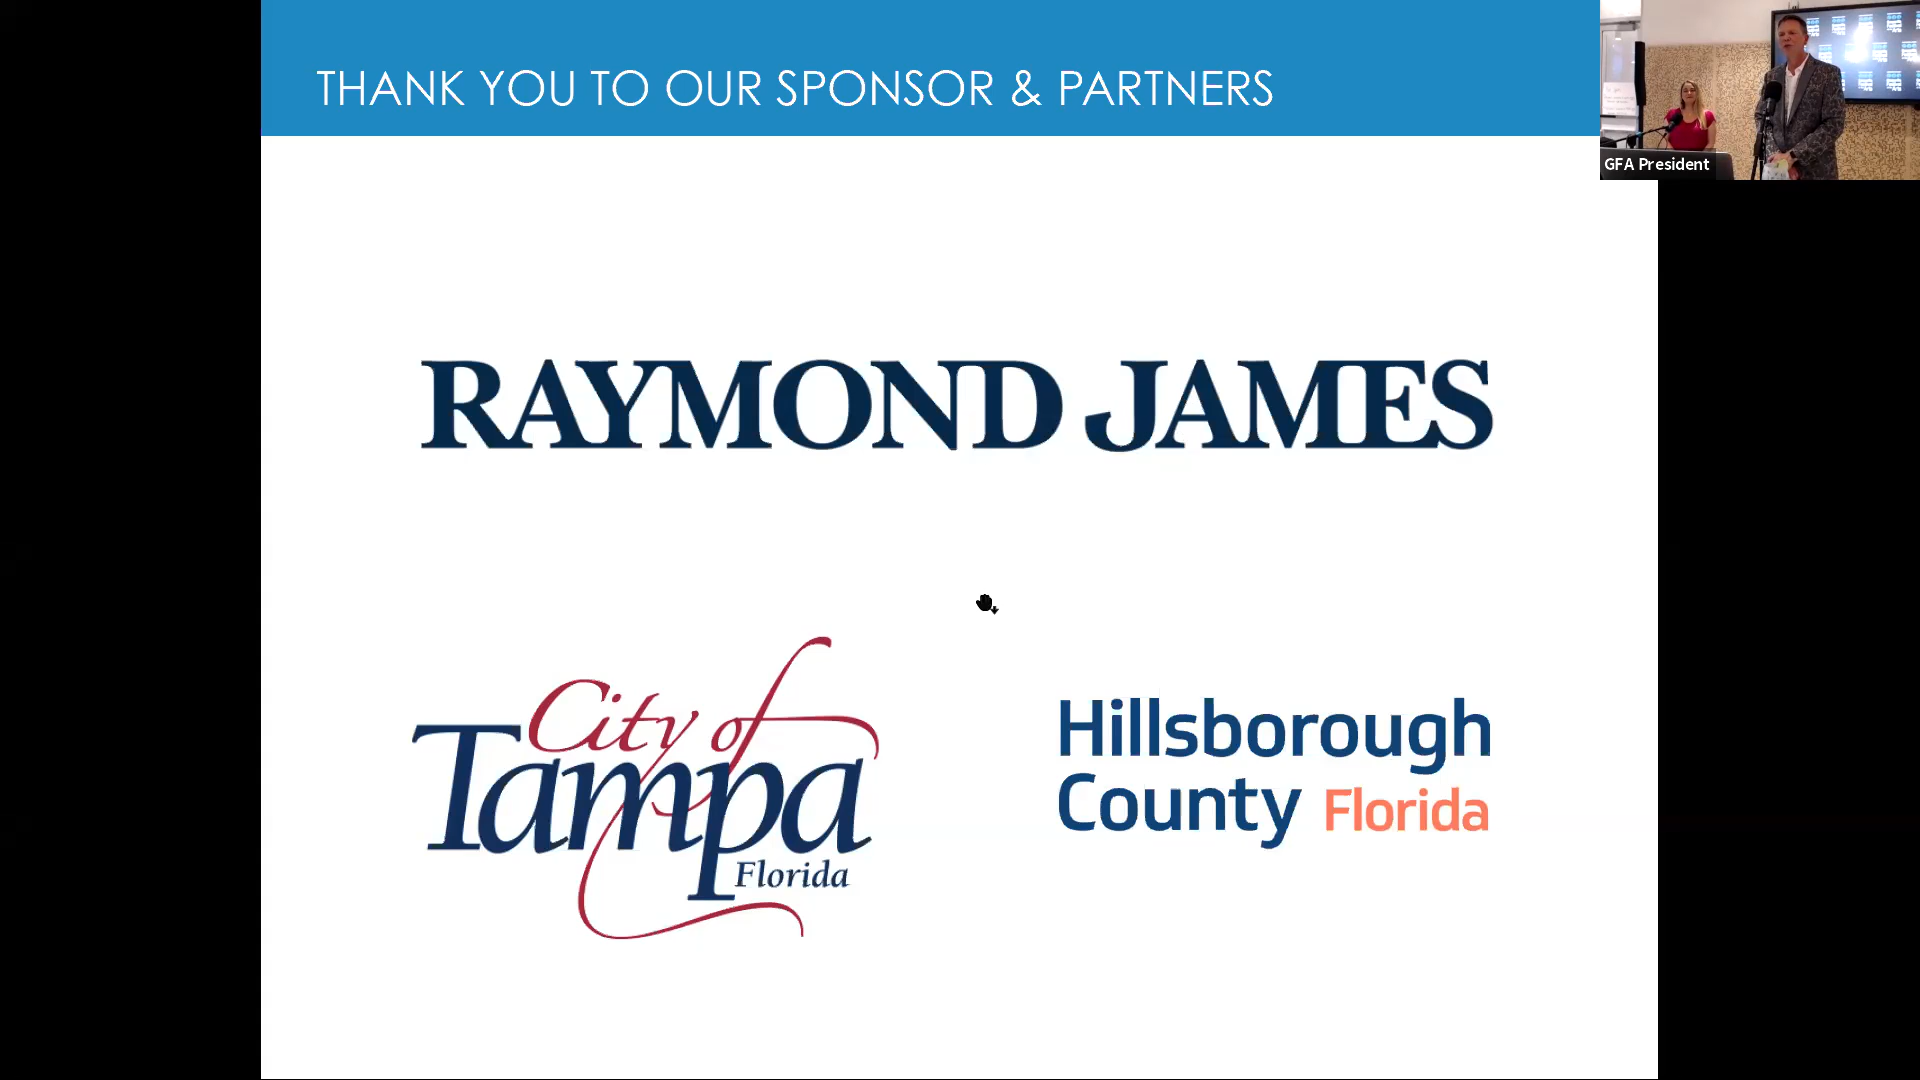 THANK YOU TO OUR SPONSOR & PARTNERS
GFA President
RAYMOND JAMES
City of
Tampa
Florida
Hillsborough
County Florida